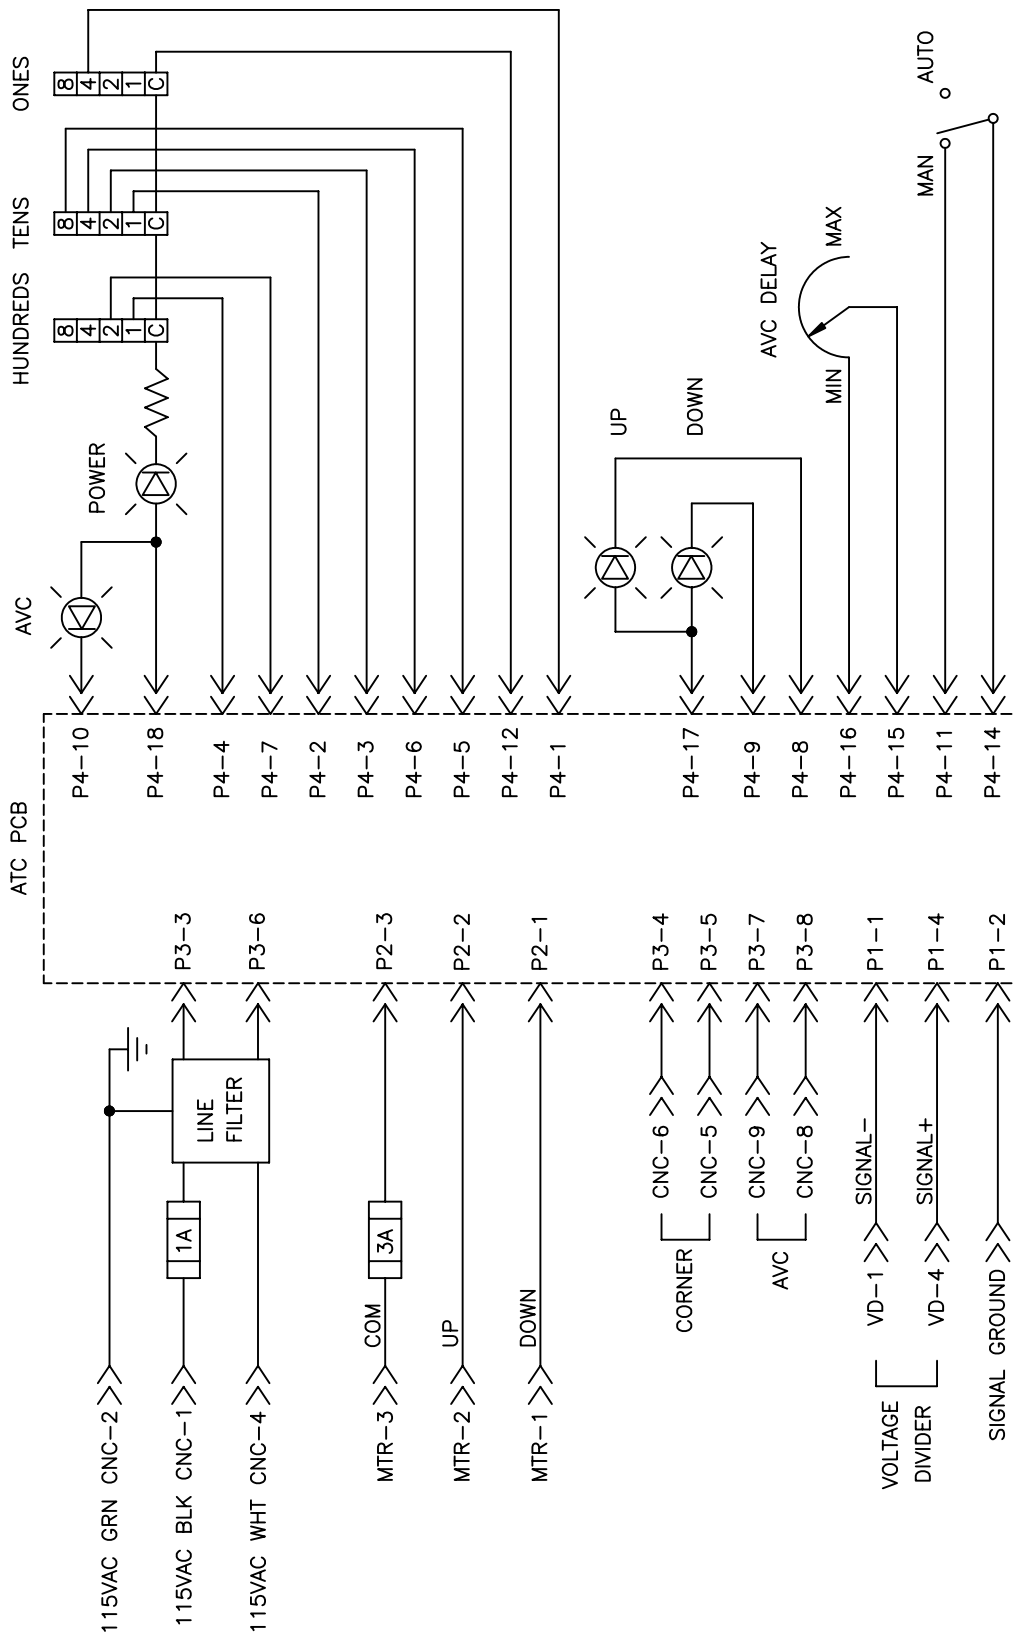 ONES
8
4
2
1
C
TENS
8
4
2
1
C
HUNDREDS
8
4
2
1
C
POWER
AVC
AUTO
MAN
AVC DELAY
MAX
MIN
UP
DOWN
ATC PCB
P4-10
P4-18
P4-4
P4-7
P4-2
P4-3
P4-6
P4-5
P4-12
P4-1
P4-17
P4-9
P4-8
P4-16
P4-15
P4-11
P4-14
P3-3
P3-6
P2-3
P2-2
P2-1
P3-4
P3-5
P3-7
P3-8
P1-1
P1-4
P1-2
LINE
FILTER
1A
3A
COM
UP
DOWN
115VAC GRN CNC-2
115VAC BLK CNC-1
115VAC WHT CNC-4
MTR-3
MTR-2
MTR-1
CNC-6
CNC-5
CORNER
CNC-9
CNC-8
AVC
SIGNAL-
SIGNAL+
VD-1
VD-4
VOLTAGE
DIVIDER
SIGNAL GROUND